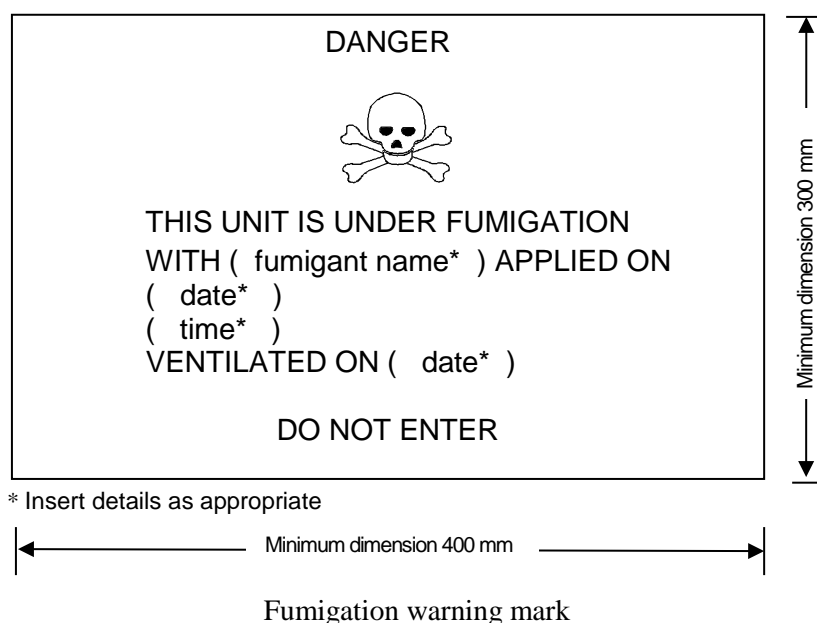 DANGER
THIS UNIT IS UNDER FUMIGATION
WITH ( fumigant name* ) APPLIED ON
( date* )
( time* )
VENTILATED ON ( date* )
DO NOT ENTER
Minimum dimension 300 mm
* Insert details as appropriate
Minimum dimension 400 mm
Fumigation warning mark